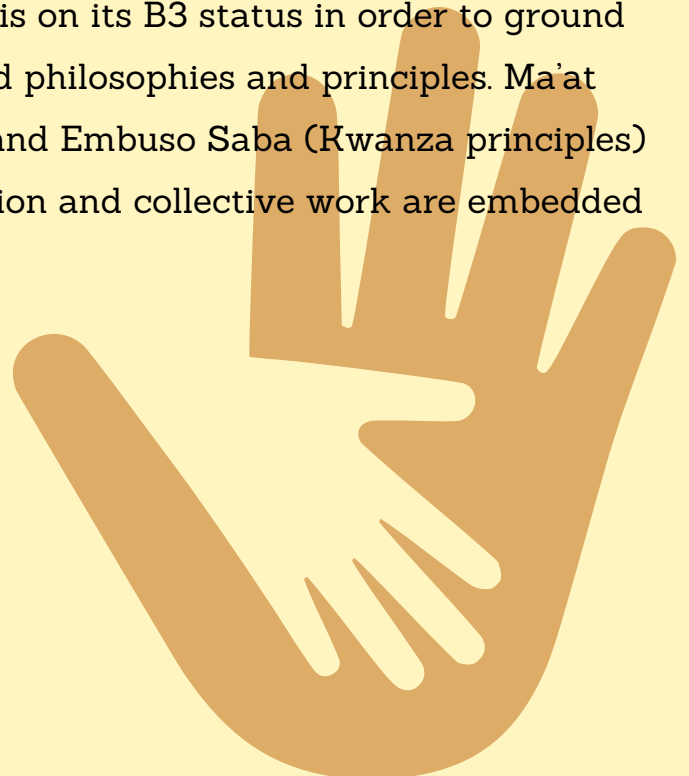 is on its B3 status in order to ground
d philosophies and principles. Ma'at
and Embuso Saba (Kwanza principles)
ion and collective work are embedded